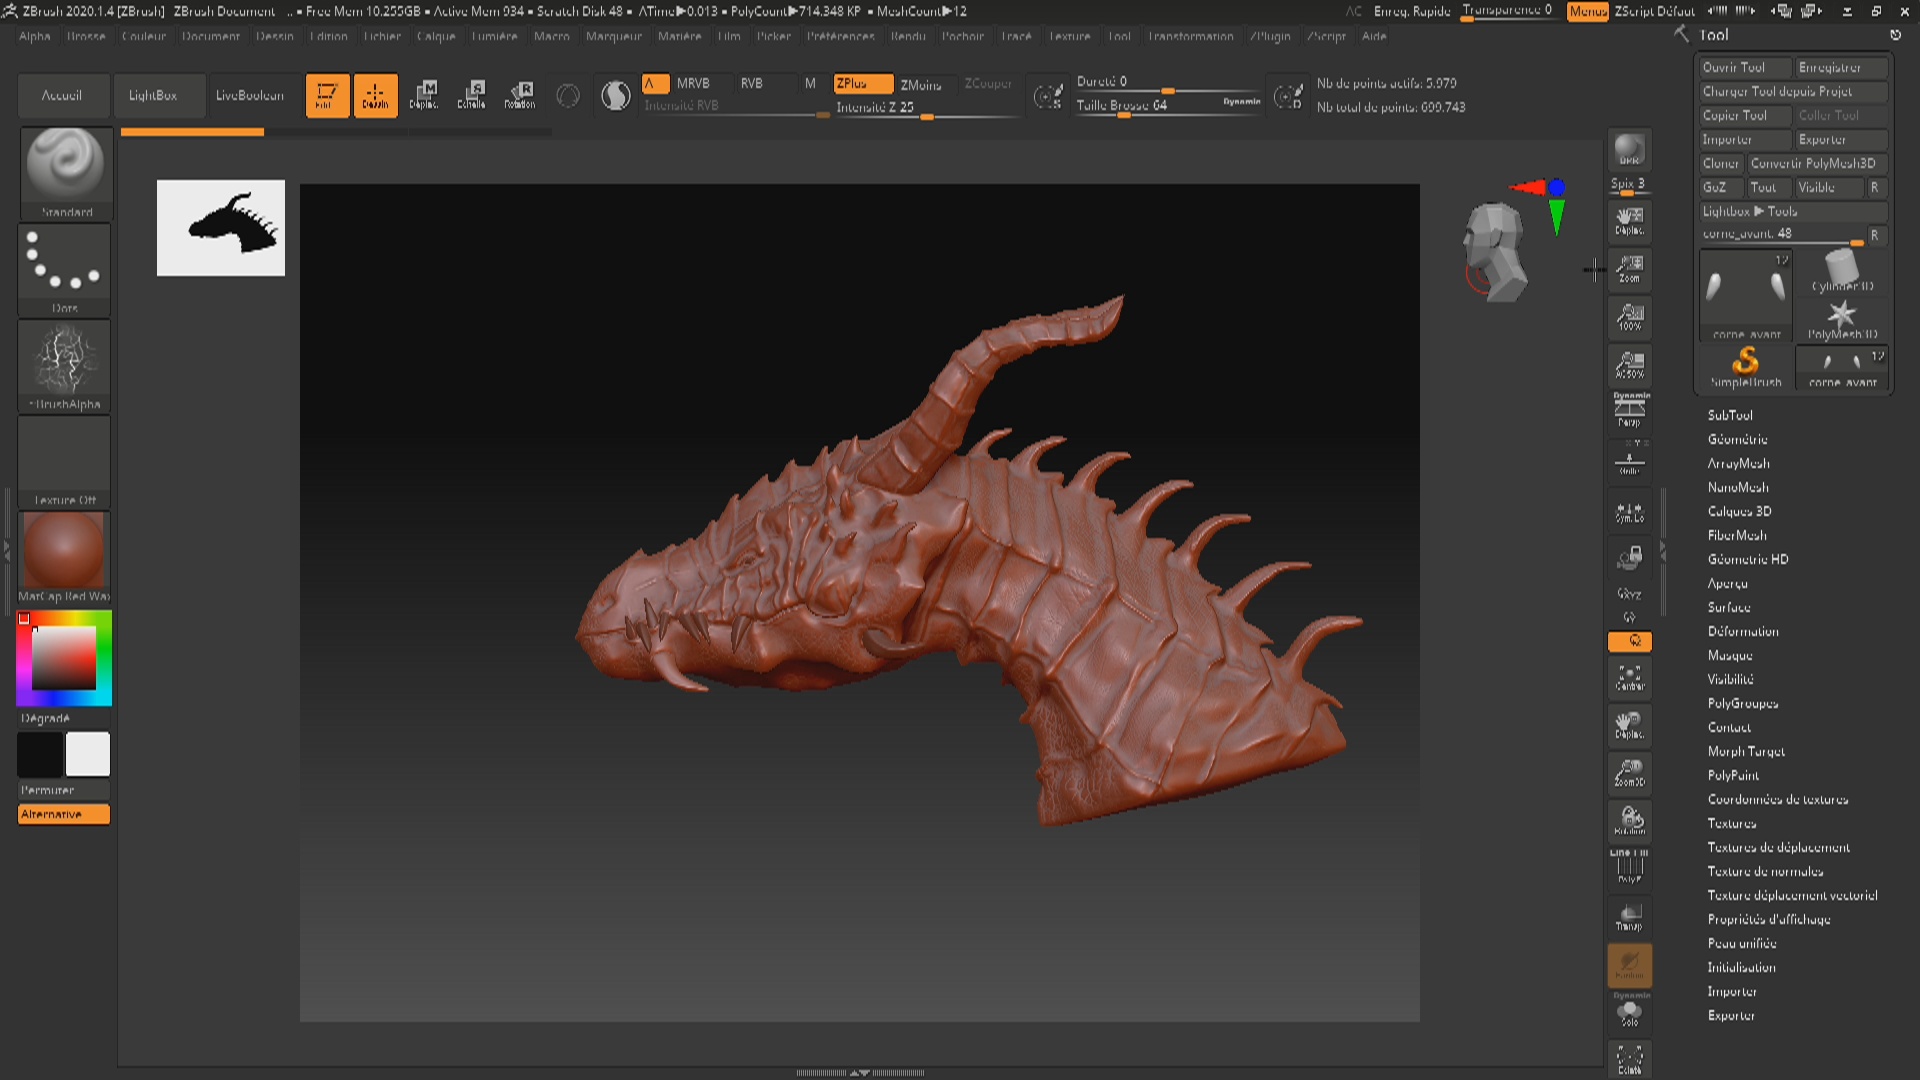 ZBrush 2020.1.4 [ZBrush] ZBrush Document .. • Free Mem 10.255GB • Active Mem 934 • Scratch Disk 48 • ATime▶0.013 • PolyCount▶714.348 KP • MeshCount▶12
AC Enreg. Rapide Transparence 0 Menus ZScript Défaut
Alpha Brosse Couleur Document Dessin Edition Fichier Calque Lumière Macro Marqueur Matière Film Picker Préférences Rendu Pochoir Tracé Texture Tool Transformation ZPlugin ZScript Aide
Accueil LightBox LiveBoolean
Edit Dessin Déplac. Echelle Rotation
A MRVB RVB M
Intensité RVB
ZPlus ZMoins ZCouper
Intensité Z 25
Dureté 0
Taille Brosse 64 Dynamic
Nb de points actifs: 5.979
Nb total de points: 699.743
Standard
Dots
~BrushAlpha
Texture Off
MatCap Red Wax
Dégradé
Permuter
Alternative
BPR
Spix 3
Déplac.
Zoom
100%
AC50%
Dynamic
Persp
Sym. Lo
Gxyz
Centrer
Déplac.
Zoom3D
Rotation
Line Fill
PolyF
Transp
Dynamic
Solo
Eclaté
Tool
Ouvrir Tool Enregistrer
Charger Tool depuis Projet
Copier Tool Coller Tool
Importer Exporter
Cloner Convertir PolyMesh3D
GoZ Tout Visible R
Lightbox ▶ Tools
corne_avant. 48 R
12
corne_avant
Cylinder3D
PolyMesh3D
SimpleBrush
12
corne_avant
SubTool
Géométrie
ArrayMesh
NanoMesh
Calques 3D
FiberMesh
Géométrie HD
Aperçu
Surface
Déformation
Masque
Visibilité
PolyGroupes
Contact
Morph Target
PolyPaint
Coordonnées de textures
Textures
Textures de déplacement
Texture de normales
Texture déplacement vectoriel
Propriétés d'affichage
Peau unifiée
Initialisation
Importer
Exporter